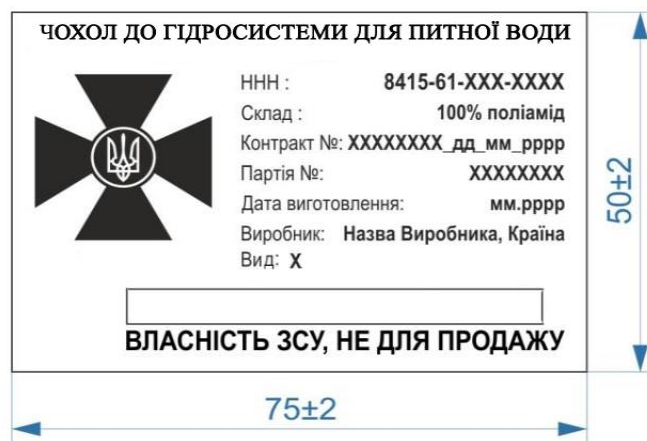 ЧОХОЛ ДО ГІДРОСИСТЕМИ ДЛЯ ПИТНОЇ ВОДИ
ННН : 8415-61-ХХХ-ХХХХ
Склад : 100% поліамід
Контракт №: ХХХХХХХХ_дд_мм_рррр
Партія №: ХХХХХХХХ
Дата виготовлення: мм.рррр
Виробник: Назва Виробника, Країна
Вид: Х
ВЛАСНІСТЬ ЗСУ, НЕ ДЛЯ ПРОДАЖУ
50±2
75±2